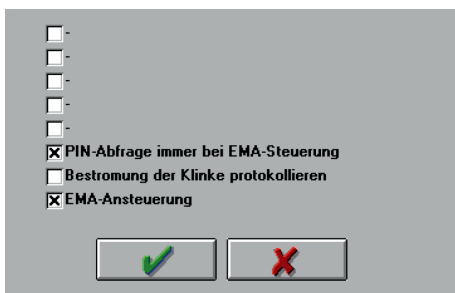 -
-
-
-
-
PIN-Abfrage immer bei EMA-Steuerung
Bestromung der Klinke protokollieren
EMA-Ansteuerung